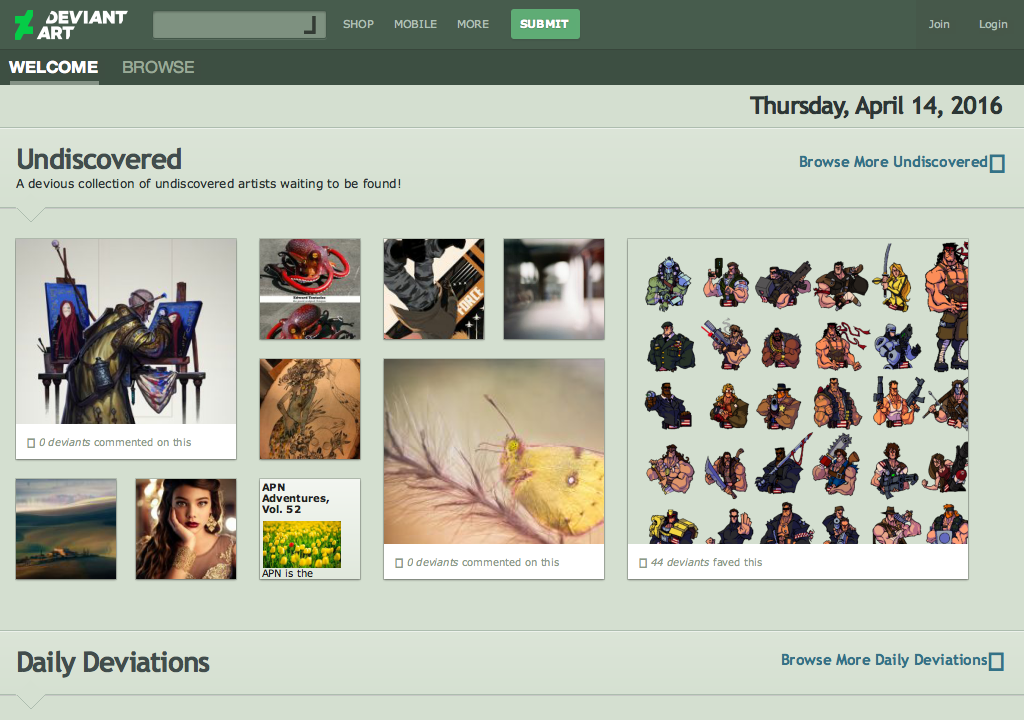 DEVIANT
ART
SHOP
MOBILE
MORE
SUBMIT
Join
Login
WELCOME
BROWSE
Thursday, April 14, 2016
Undiscovered
A devious collection of undiscovered artists waiting to be found!
Browse More Undiscovered
0 deviants commented on this
APN
Adventures,
Vol. 52
APN is the
0 deviants commented on this
44 deviants faved this
Daily Deviations
Browse More Daily Deviations